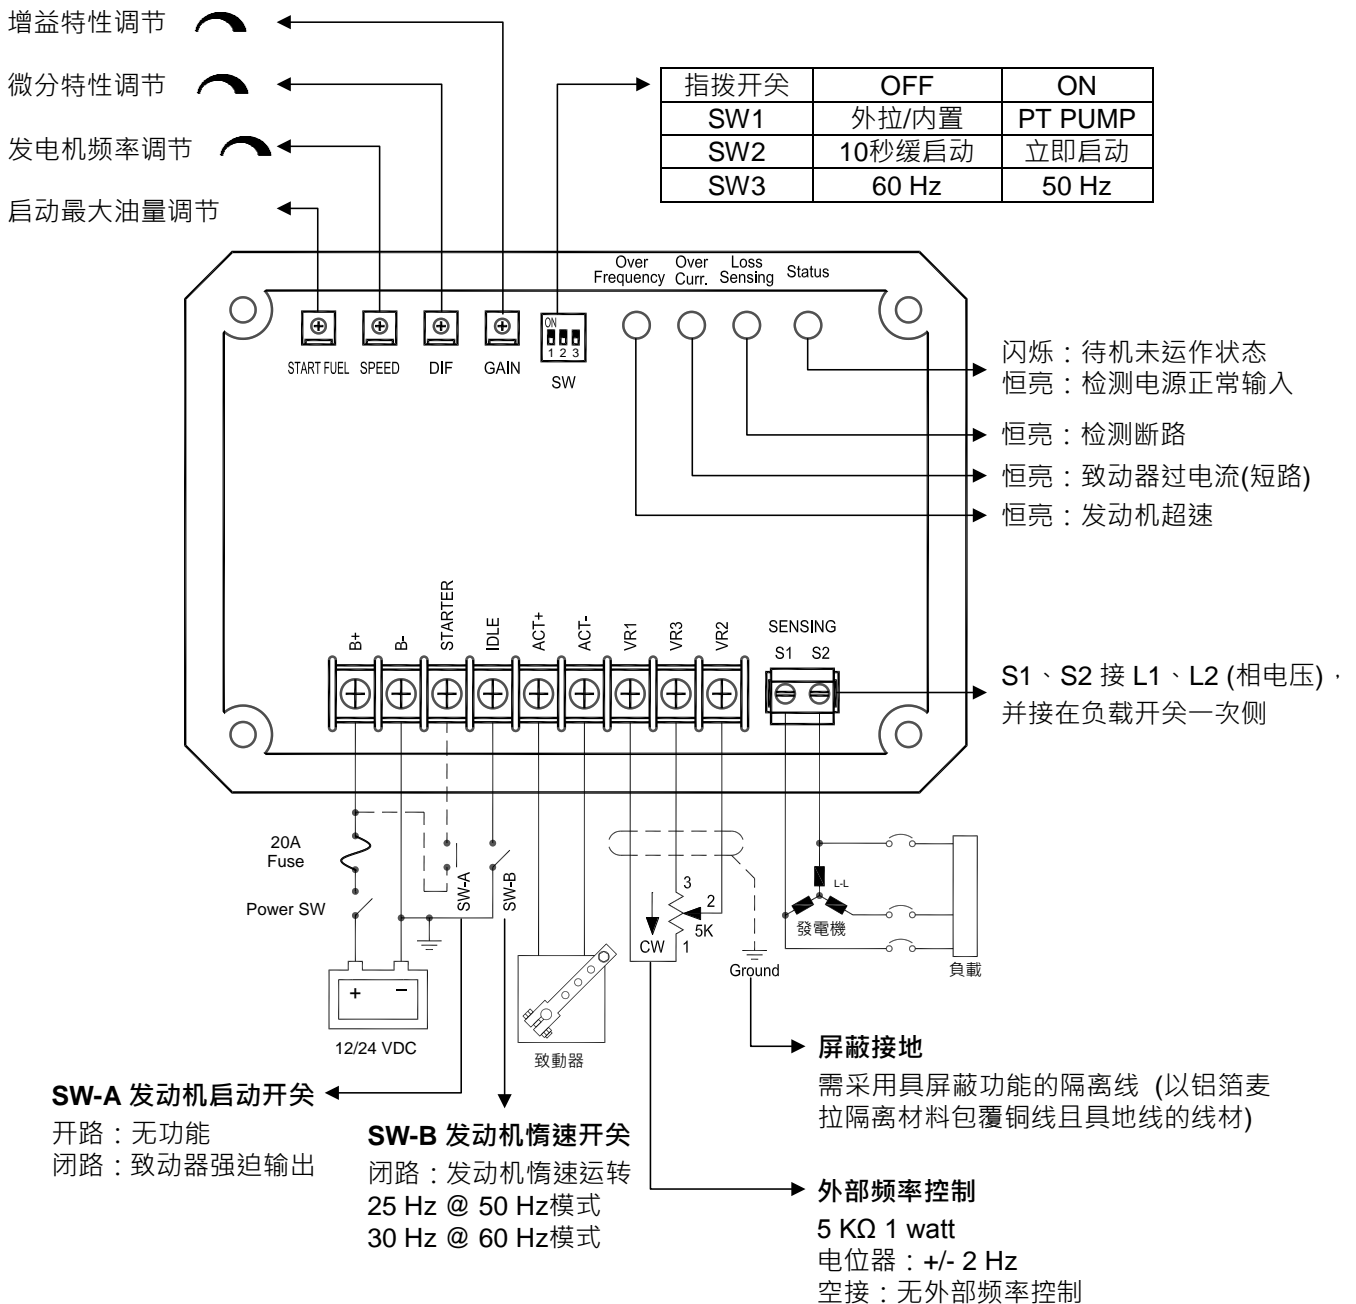 增益特性调节
微分特性调节
发电机频率调节
启动最大油量调节
指拨开关 OFF ON
SW1 外拉/内置 PT PUMP
SW2 10秒缓启动 立即启动
SW3 60 Hz 50 Hz
Over Frequency
Over Curr.
Loss Sensing
Status
START FUEL
SPEED
DIF
GAIN
ON
1 2 3
SW
闪烁：待机未运作状态
恒亮：检测电源正常输入
恒亮：检测断路
恒亮：致动器过电流(短路)
恒亮：发动机超速
B+
B-
STARTER
IDLE
ACT+
ACT-
VR1
VR3
VR2
SENSING
S1 S2
S1、S2 接 L1、L2 (相电压)，
并接在负载开关一次侧
20A
Fuse
Power SW
SW-A
SW-B
+ −
12/24 VDC
致動器
CW
3
2
5K
1
Ground
L-L
發電機
負載
SW-A 发动机启动开关
开路：无功能
闭路：致动器强迫输出
SW-B 发动机惰速开关
闭路：发动机惰速运转
25 Hz @ 50 Hz模式
30 Hz @ 60 Hz模式
屏蔽接地
需采用具屏蔽功能的隔离线 (以铝箔麦
拉隔离材料包覆铜线且具地线的线材)
外部频率控制
5 KΩ 1 watt
电位器：+/- 2 Hz
空接：无外部频率控制